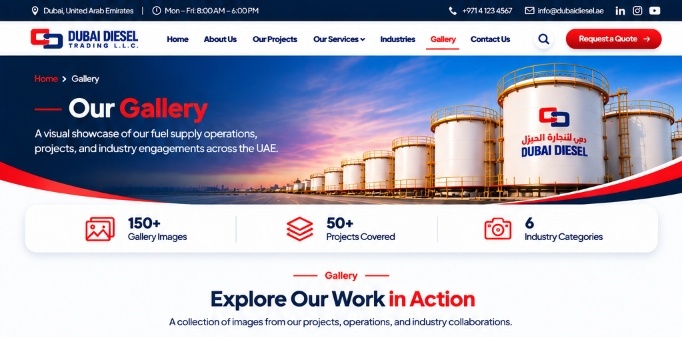 Dubai, United Arab Emirates
Mon – Fri: 8:00 AM – 6:00 PM
+971 4 123 4567
info@dubaidiesel.ae
DUBAI DIESEL
TRADING L.L.C.
Home
About Us
Our Projects
Our Services
Industries
Gallery
Contact Us
Request a Quote
Home > Gallery
Our Gallery
A visual showcase of our fuel supply operations,
projects, and industry engagements across the UAE.
دبي للتجارة الديزل
DUBAI DIESEL
150+
Gallery Images
50+
Projects Covered
6
Industry Categories
Gallery
Explore Our Work in Action
A collection of images from our projects, operations, and industry collaborations.